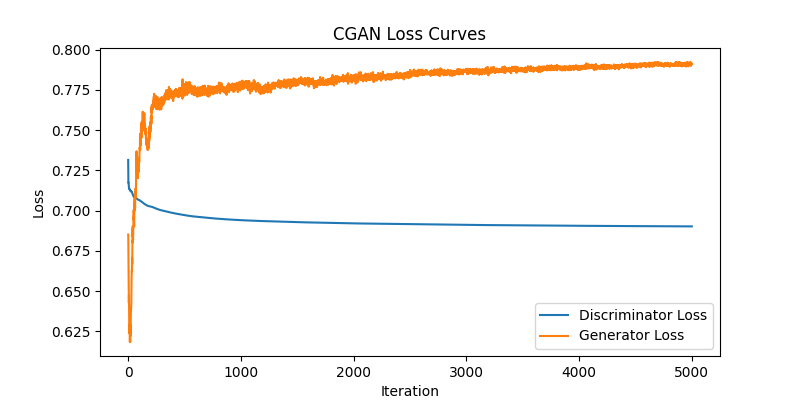 CGAN Loss Curves
0.800
0.775
0.750
0.725
0.700
0.675
0.650
0.625
Loss
0 1000 2000 3000 4000 5000
Iteration
Discriminator Loss
Generator Loss